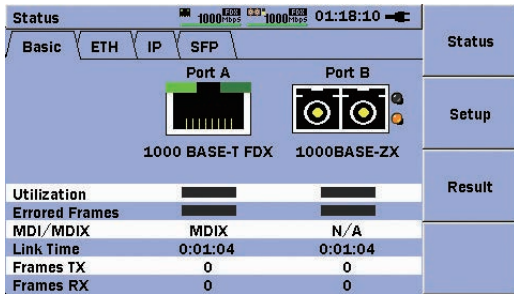 Status 1000 FDX Mbps 1000 FDX Mbps 01:18:10
Basic ETH IP SFP
Port A Port B
1000 BASE-T FDX 1000BASE-ZX
Utilization
Errored Frames
MDI/MDIX MDIX N/A
Link Time 0:01:04 0:01:04
Frames TX 0 0
Frames RX 0 0
Status
Setup
Result